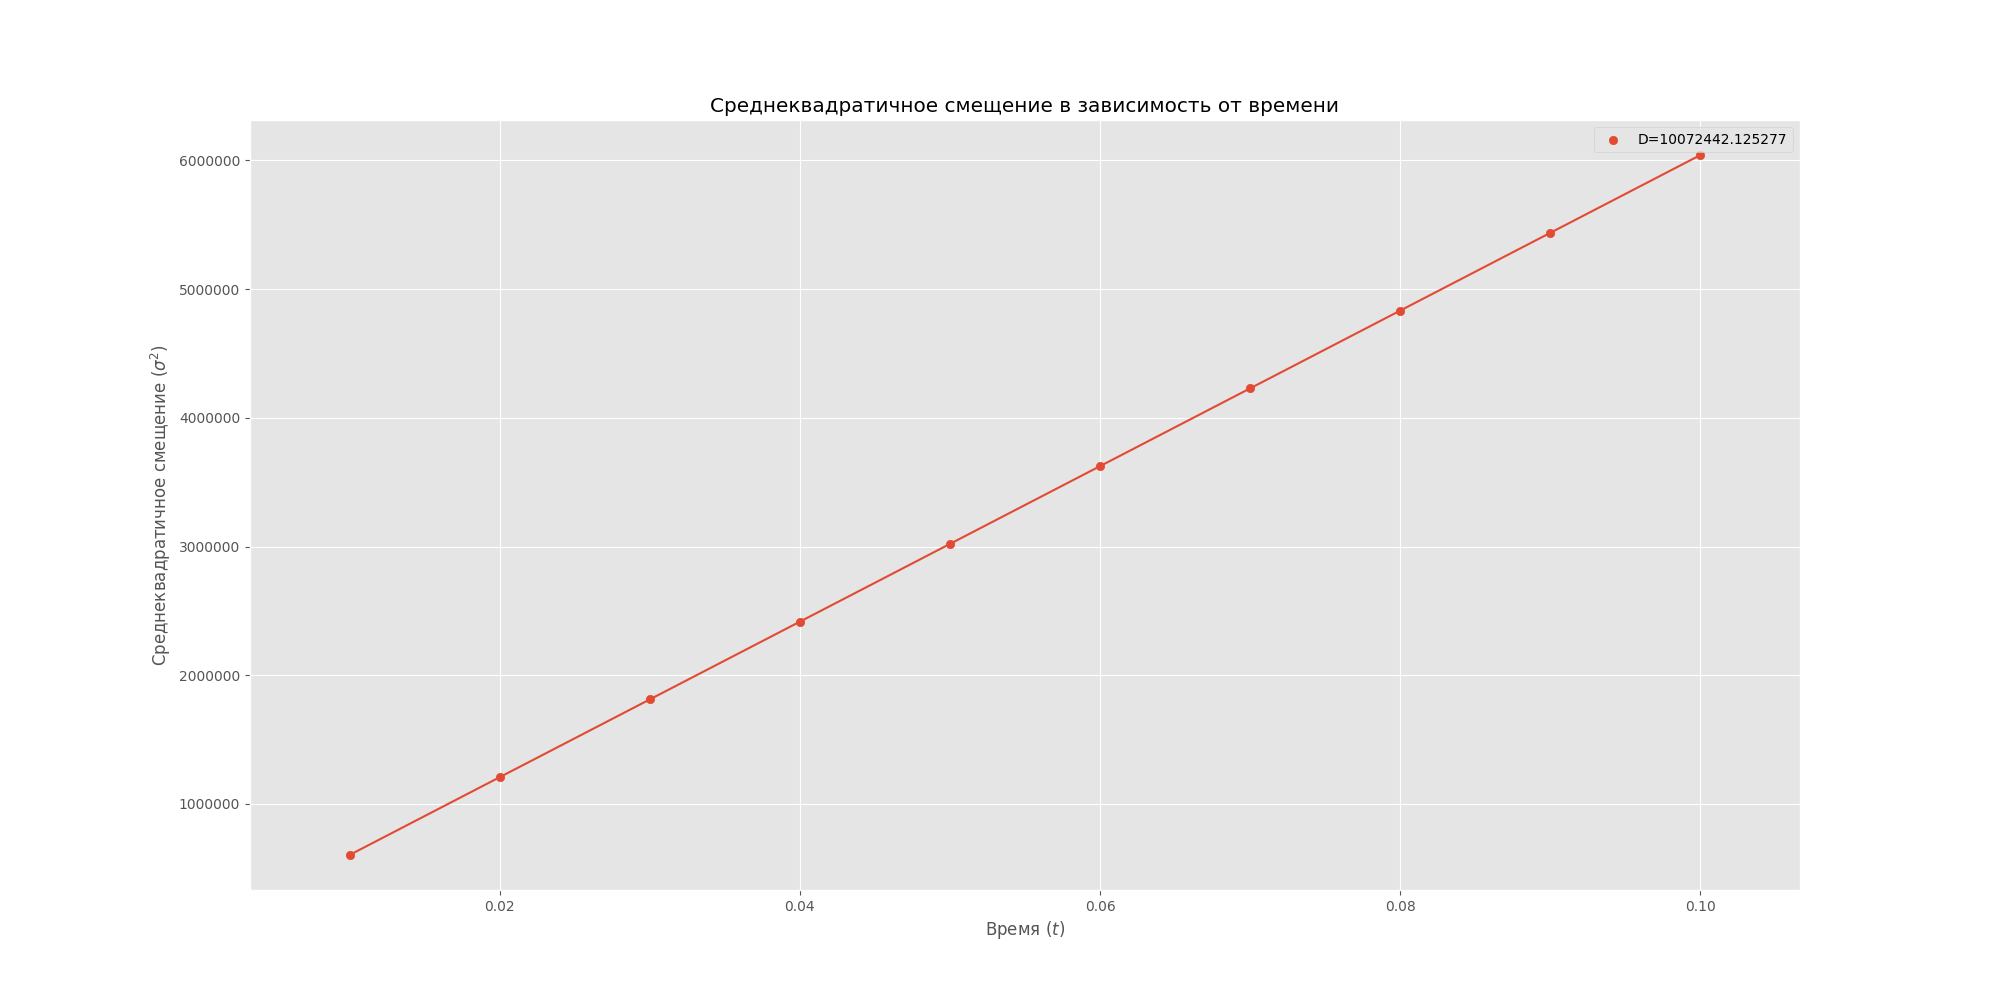 Среднеквадратичное смещение в зависимость от времени
D=10072442.125277
6000000
5000000
4000000
3000000
2000000
1000000
Среднеквадратичное смещение (σ²)
0.02 0.04 0.06 0.08 0.10
Время (t)